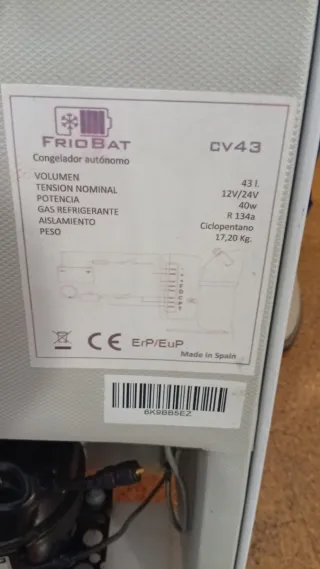 FRIOBAT
CV43
Congelador autónomo
VOLUMEN 43 l.
TENSION NOMINAL 12V/24V
POTENCIA 40w
GAS REFRIGERANTE R 134a
AISLAMIENTO Ciclopentano
PESO 17,20 Kg.
CE ErP/EuP
Made in Spain
6K9BB5EZ